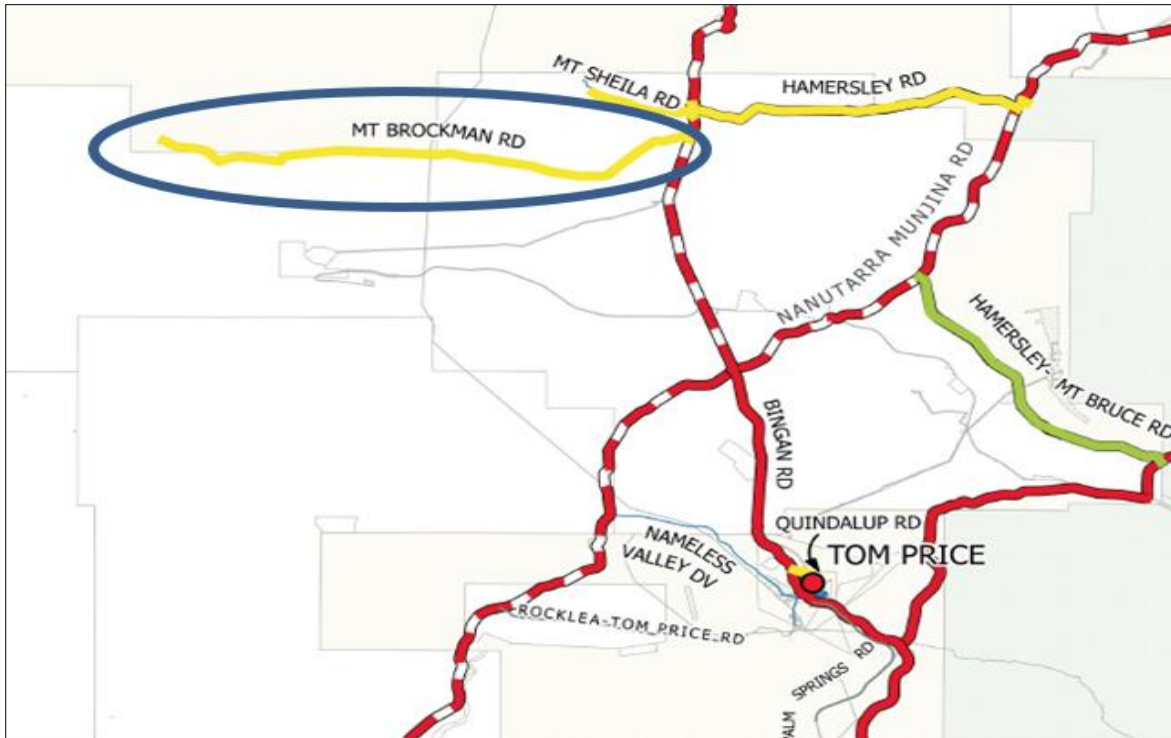 MT SHEILA RD
HAMERSLEY RD
MT BROCKMAN RD
NANUTARRA MUNJINA RD
HAMERSLEY- MT BRUCE RD
BINGAN RD
QUINDALUP RD
TOM PRICE
NAMELESS
VALLEY DV
ROCKLEA-TOM PRICE RD
PALM
SPRINGS RD